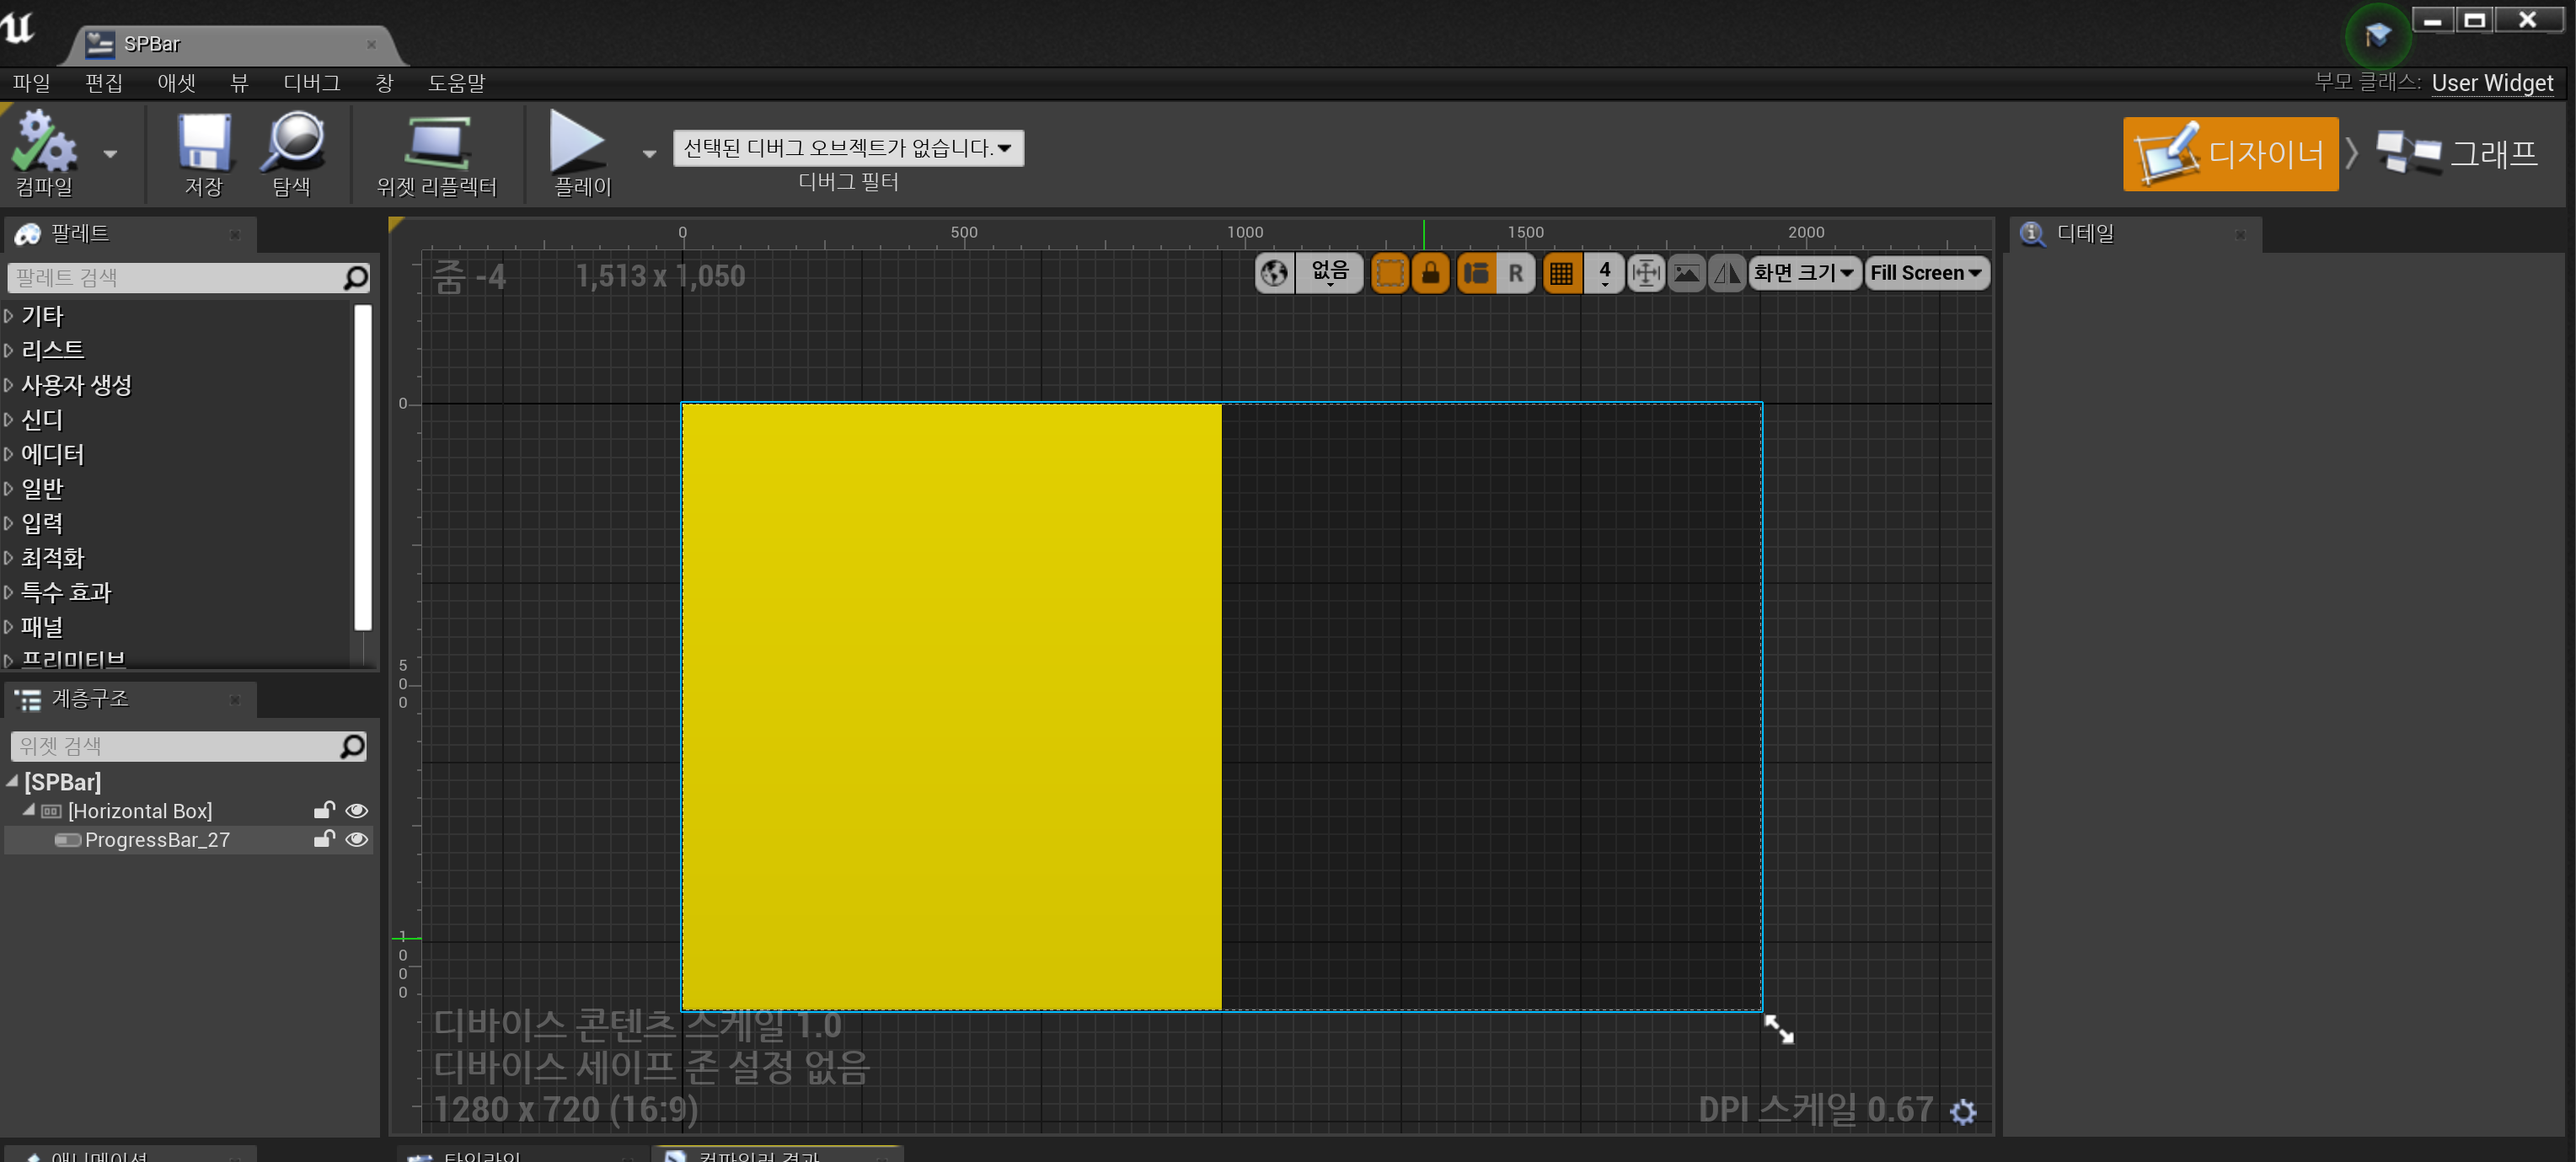 SPBar
파일 편집 애셋 뷰 디버그 창 도움말
부모 클래스: User Widget
컴파일 저장 탐색 위젯 리플렉터 플레이
선택된 디버그 오브젝트가 없습니다.
디버그 필터
디자이너 그래프
팔레트
팔레트 검색
기타
리스트
사용자 생성
신디
에디터
일반
입력
최적화
특수 효과
패널
프리미티브
계층구조
위젯 검색
[SPBar]
[Horizontal Box]
ProgressBar_27
애니메이션
0 500 1000 1500 2000
줌 -4 1,513 x 1,050
없음 R 4 화면 크기 Fill Screen
0
500
1000
디바이스 콘텐츠 스케일 1.0
디바이스 세이프 존 설정 없음
1280 x 720 (16:9)
DPI 스케일 0.67
타임라인
컴파일러 결과
디테일